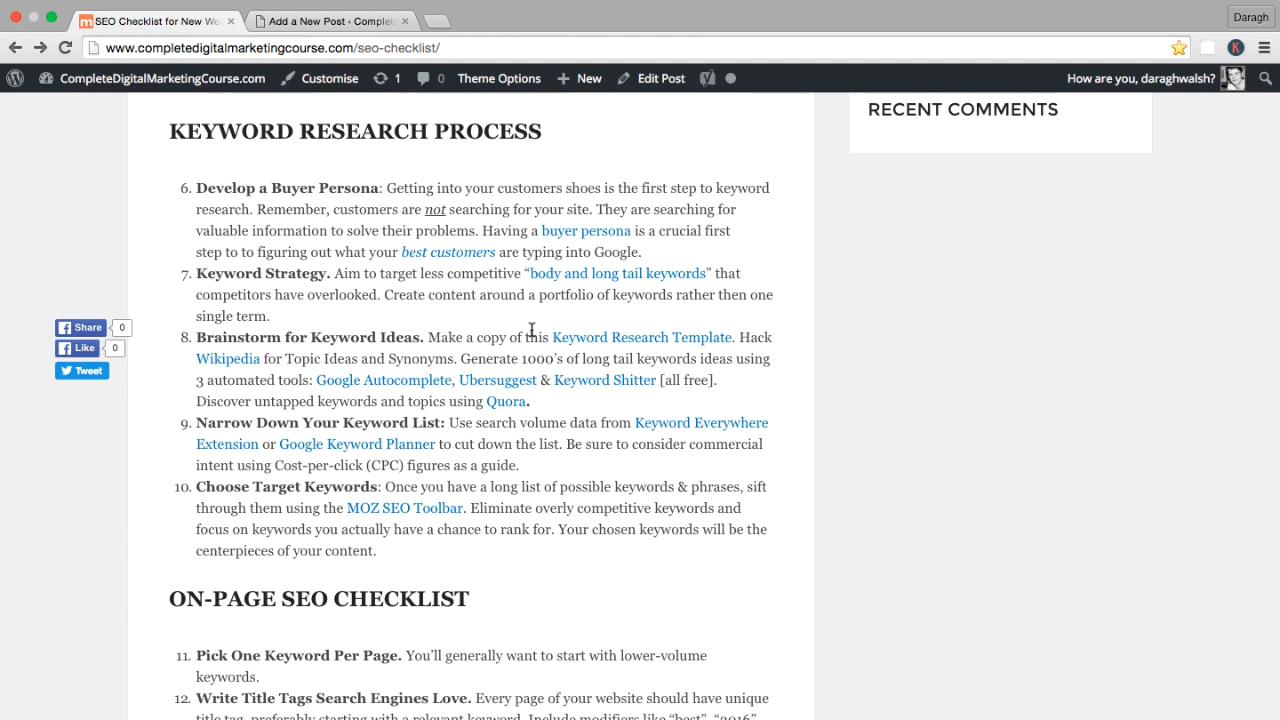 SEO Checklist for New We
Add a New Post ‹ Complet
Daragh
www.completedigitalmarketingcourse.com/seo-checklist/
K
CompleteDigitalMarketingCourse.com Customise 1 0 Theme Options New Edit Post How are you, daraghwalsh?
RECENT COMMENTS
KEYWORD RESEARCH PROCESS
6. Develop a Buyer Persona: Getting into your customers shoes is the first step to keyword
research. Remember, customers are not searching for your site. They are searching for
valuable information to solve their problems. Having a buyer persona is a crucial first
step to to figuring out what your best customers are typing into Google.
7. Keyword Strategy. Aim to target less competitive “body and long tail keywords” that
competitors have overlooked. Create content around a portfolio of keywords rather then one
single term.
8. Brainstorm for Keyword Ideas. Make a copy of this Keyword Research Template. Hack
Wikipedia for Topic Ideas and Synonyms. Generate 1000’s of long tail keywords ideas using
3 automated tools: Google Autocomplete, Ubersuggest & Keyword Shitter [all free].
Discover untapped keywords and topics using Quora.
9. Narrow Down Your Keyword List: Use search volume data from Keyword Everywhere
Extension or Google Keyword Planner to cut down the list. Be sure to consider commercial
intent using Cost-per-click (CPC) figures as a guide.
10. Choose Target Keywords: Once you have a long list of possible keywords & phrases, sift
through them using the MOZ SEO Toolbar. Eliminate overly competitive keywords and
focus on keywords you actually have a chance to rank for. Your chosen keywords will be the
centerpieces of your content.
Share 0
Like 0
Tweet
ON-PAGE SEO CHECKLIST
11. Pick One Keyword Per Page. You’ll generally want to start with lower-volume
keywords.
12. Write Title Tags Search Engines Love. Every page of your website should have unique
title tag, preferably starting with a relevant keyword. Include modifiers like “best”, “2016”,